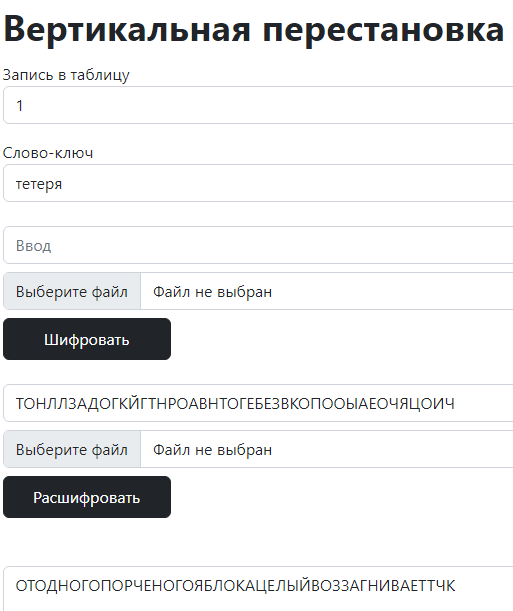 Вертикальная перестановка
Запись в таблицу
1
Слово-ключ
тетеря
Ввод
Выберите файл Файл не выбран
Шифровать
ТОНЛЛЗАДОГКЙГТНРОАВНТОГЕБЕЗВКОПООЫАЕОЧЯЦОИЧ
Выберите файл Файл не выбран
Расшифровать
ОТОДНОГОПОРЧЕНОГОЯБЛОКАЦЕЛЫЙВОЗЗАГНИВАЕТТЧК